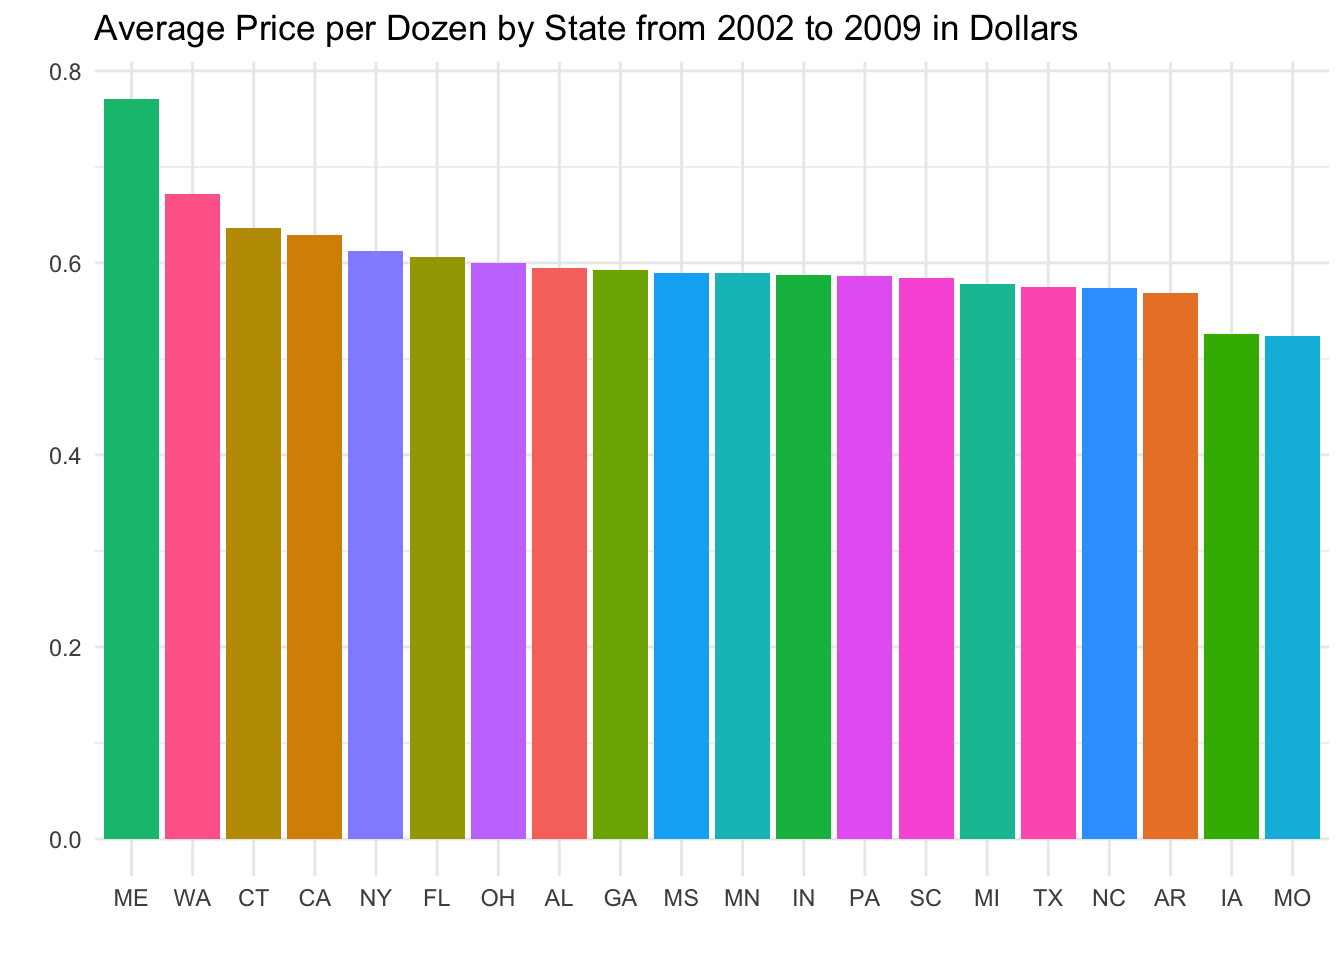 Average Price per Dozen by State from 2002 to 2009 in Dollars
0.8
0.6
0.4
0.2
0.0
ME WA CT CA NY FL OH AL GA MS MN IN PA SC MI TX NC AR IA MO